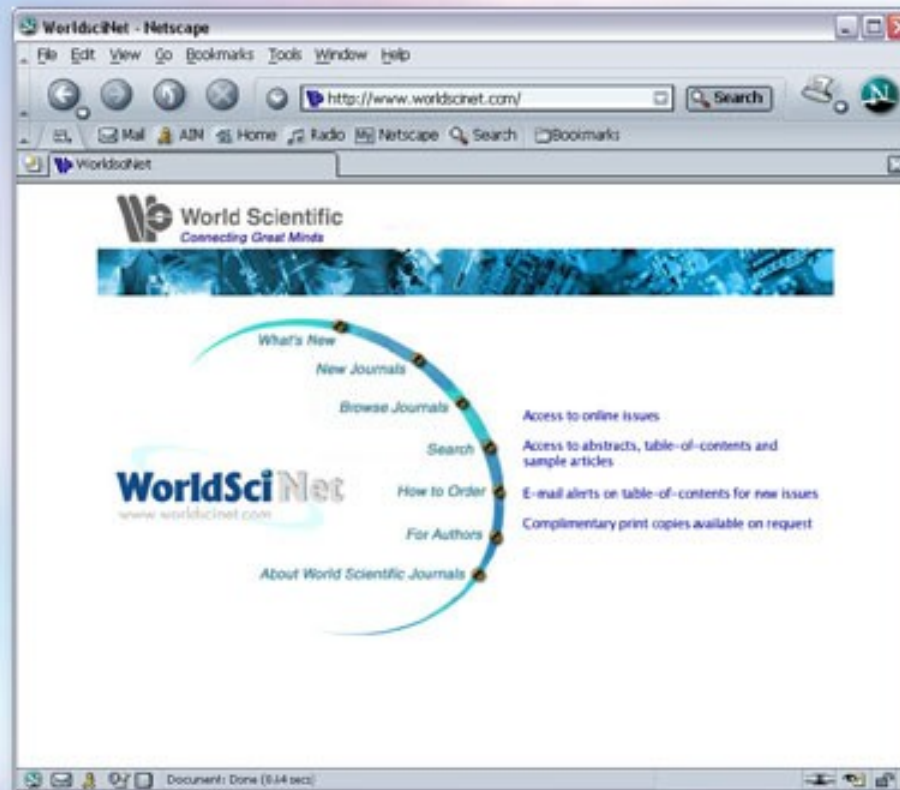 WorldsciNet - Netscape
File Edit View Go Bookmarks Tools Window Help
http://www.worldscinet.com/
Search
Mail AIM Home Radio My Netscape Search Bookmarks
WorldsciNet
World Scientific
Connecting Great Minds
What's New
New Journals
Browse Journals
Search
How to Order
For Authors
About World Scientific Journals
WorldSciNet
www.worldscinet.com
Access to online issues
Access to abstracts, table-of-contents and
sample articles
E-mail alerts on table-of-contents for new issues
Complimentary print copies available on request
Document: Done (0.64 secs)